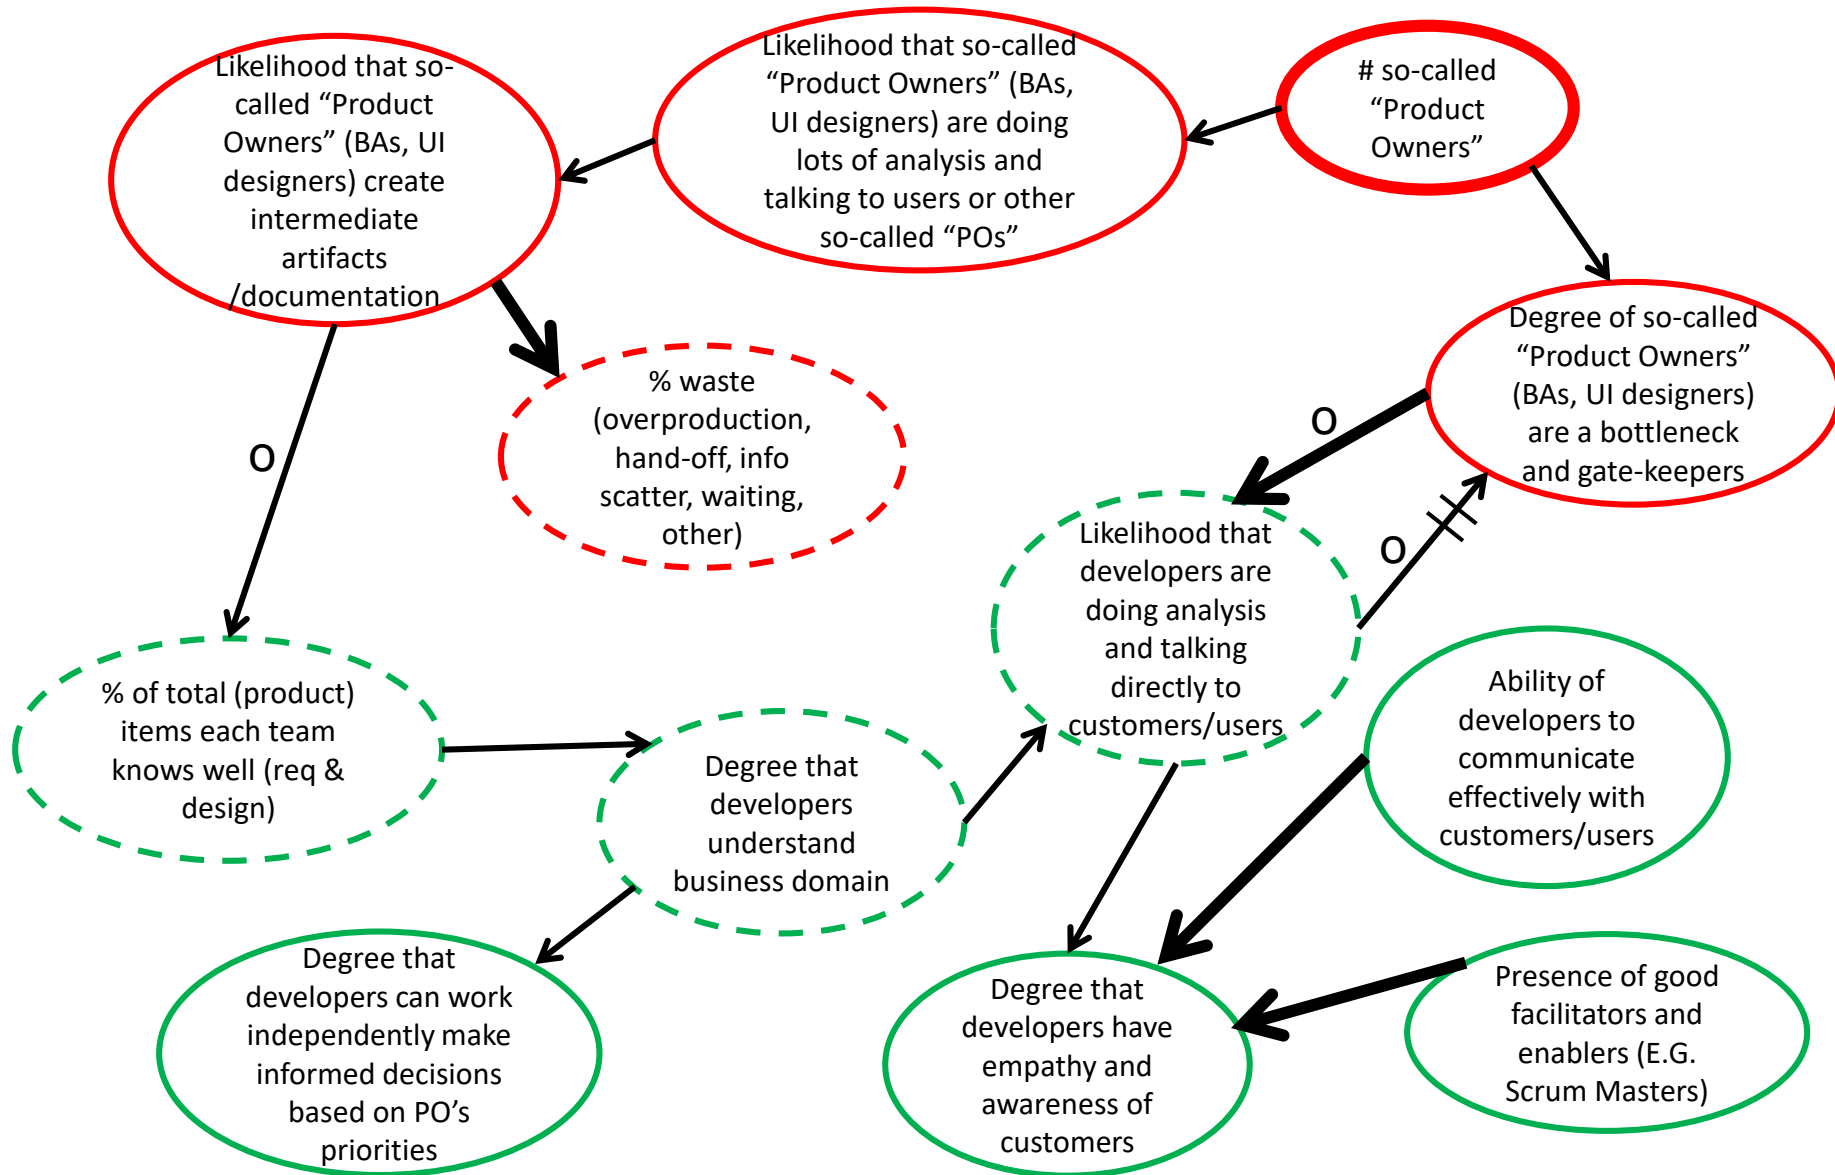 Likelihood that so-
called “Product
Owners” (BAs, UI
designers) create
intermediate
artifacts
/documentation
Likelihood that so-called
“Product Owners” (BAs,
UI designers) are doing
lots of analysis and
talking to users or other
so-called “POs”
# so-called
“Product
Owners”
Degree of so-called
“Product Owners”
(BAs, UI designers)
are a bottleneck
and gate-keepers
% waste
(overproduction,
hand-off, info
scatter, waiting,
other)
O
O
O
Likelihood that
developers are
doing analysis
and talking
directly to
customers/users
% of total (product)
items each team
knows well (req &
design)
Degree that
developers
understand
business domain
Ability of
developers to
communicate
effectively with
customers/users
Degree that
developers can work
independently make
informed decisions
based on PO’s
priorities
Degree that
developers have
empathy and
awareness of
customers
Presence of good
facilitators and
enablers (E.G.
Scrum Masters)